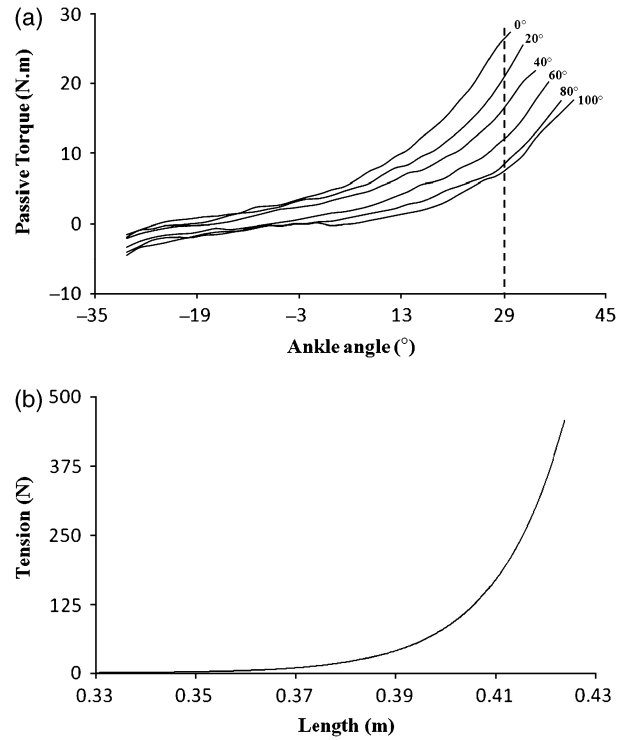 (a)
30
20
10
0
−10
Passive Torque (N.m)
0°
20°
40°
60°
80°
100°
−35 −19 −3 13 29 45
Ankle angle (°)
(b)
500
375
250
125
0
Tension (N)
0.33 0.35 0.37 0.39 0.41 0.43
Length (m)